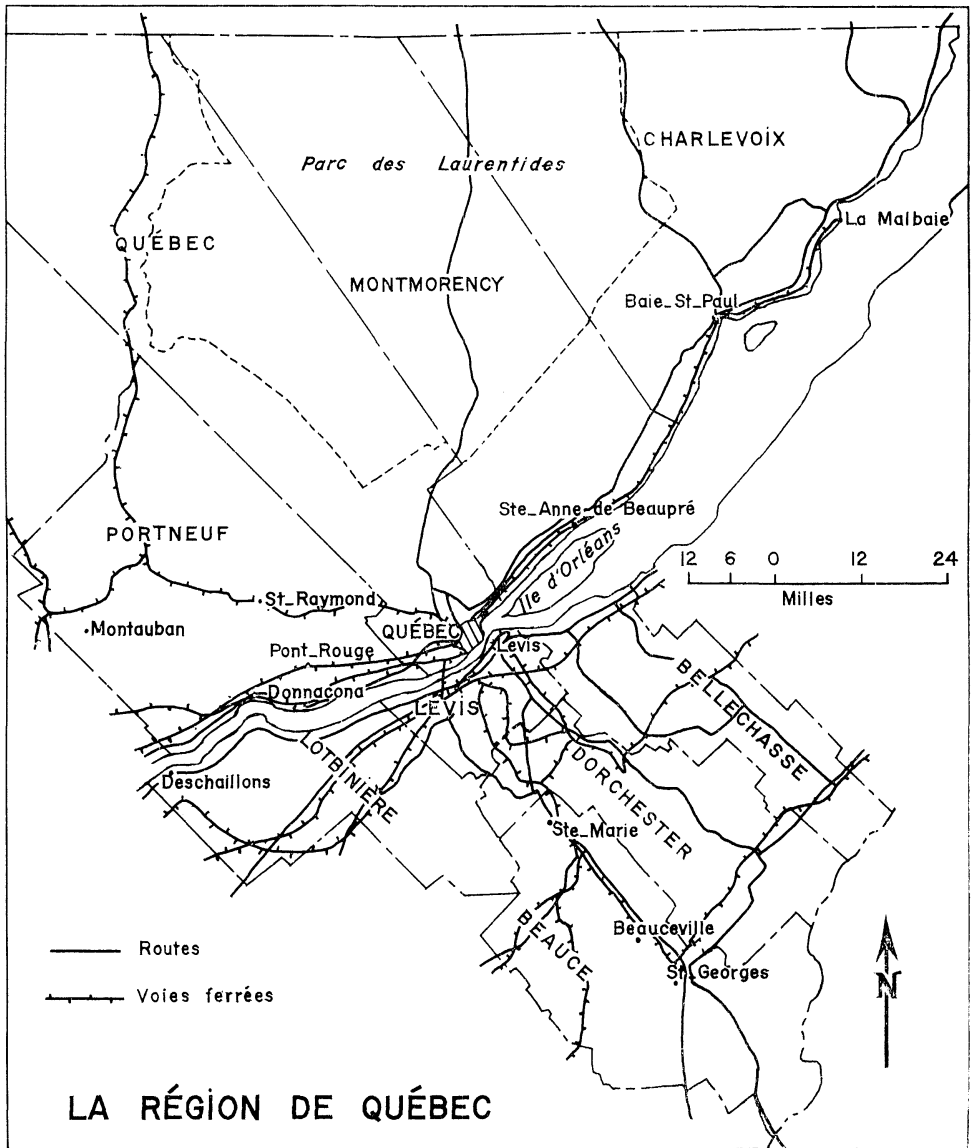 CHARLEVOIX
Parc des Laurentides
La Malbaie
QUÉBEC
MONTMORENCY
Baie_St_Paul
Ste_Anne_de_Beaupré
PORTNEUF
Ile d'Orléans
12 6 0 12 24
Milles
St_Raymond
Montauban
QUÉBEC
Pont_Rouge
Levis
Donnacona
LÉVIS
BELLECHASSE
LOTBINIÈRE
DORCHESTER
Deschaillons
Ste_Marie
BEAUCE
Beauceville
St_Georges
Routes
Voies ferrées
N
LA RÉGION DE QUÉBEC